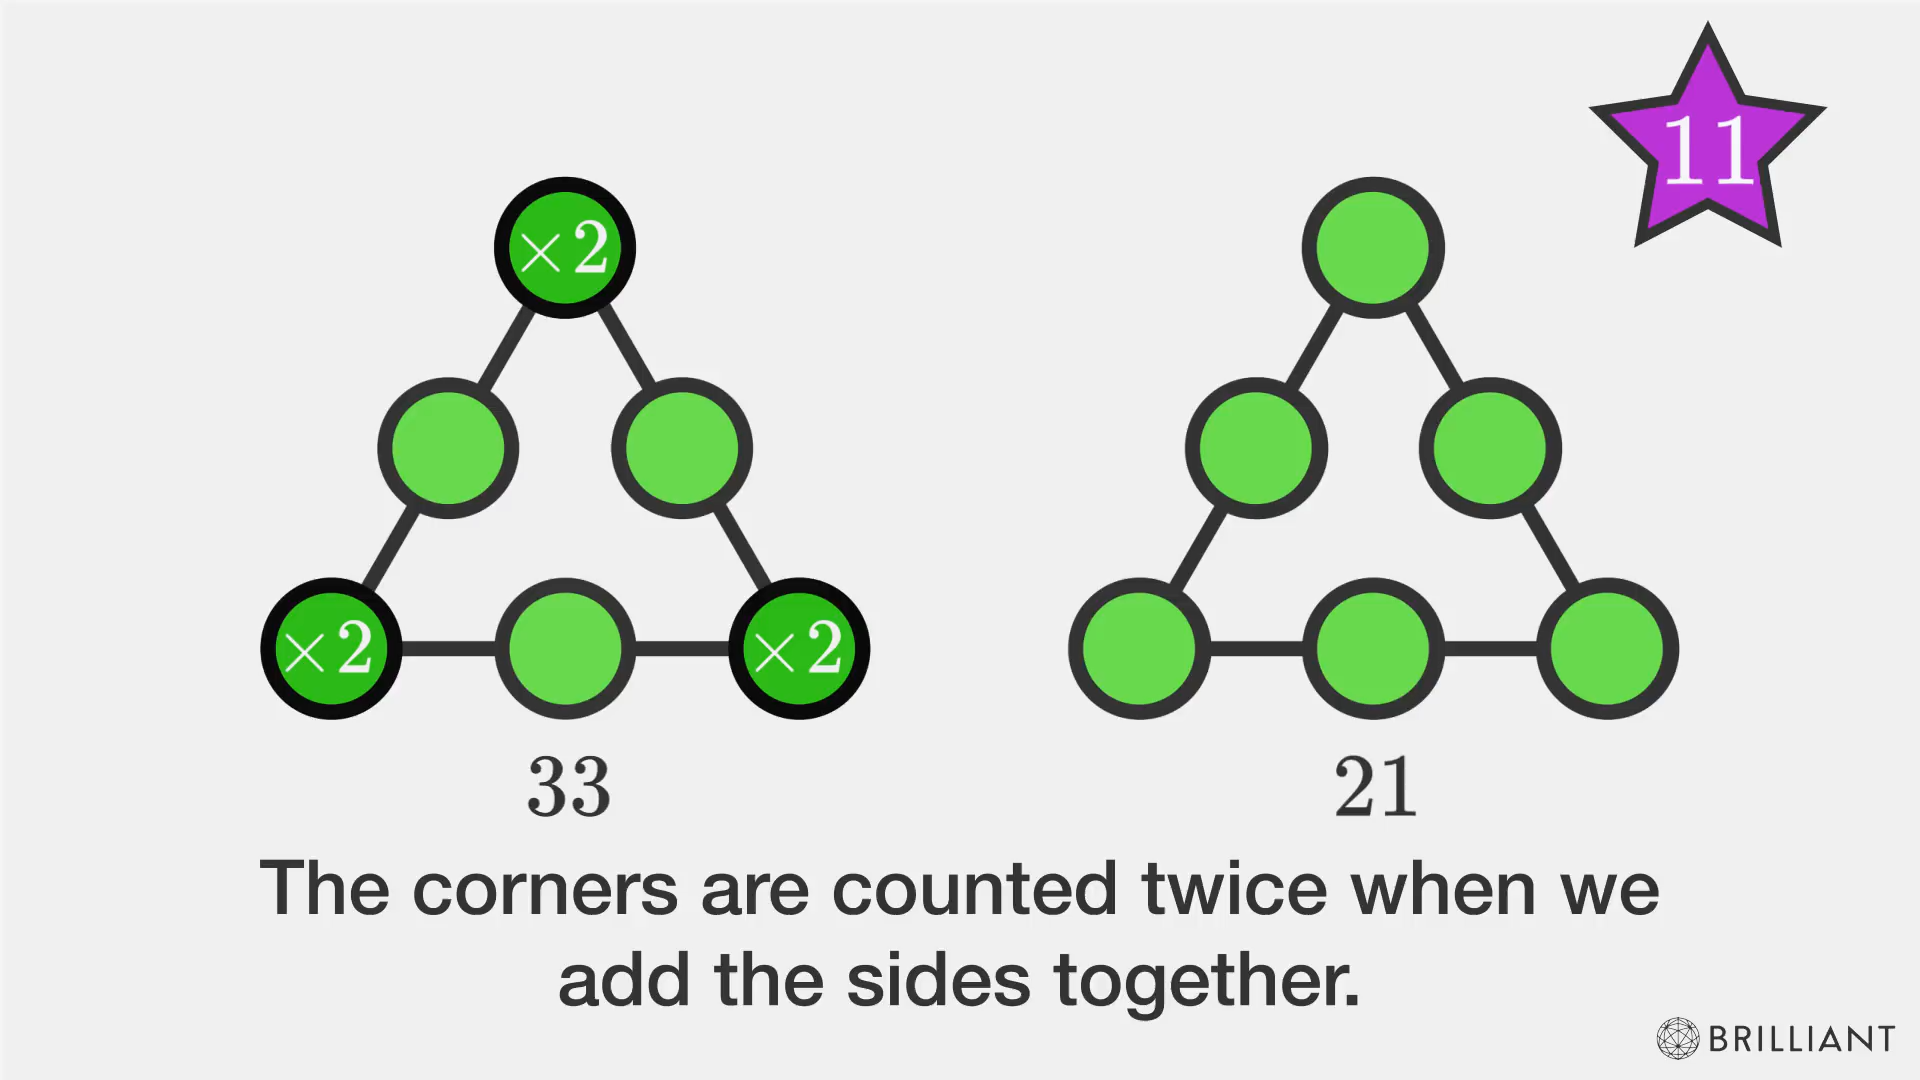 11
×2
×2
×2
33
21
The corners are counted twice when we
add the sides together.
BRILLIANT